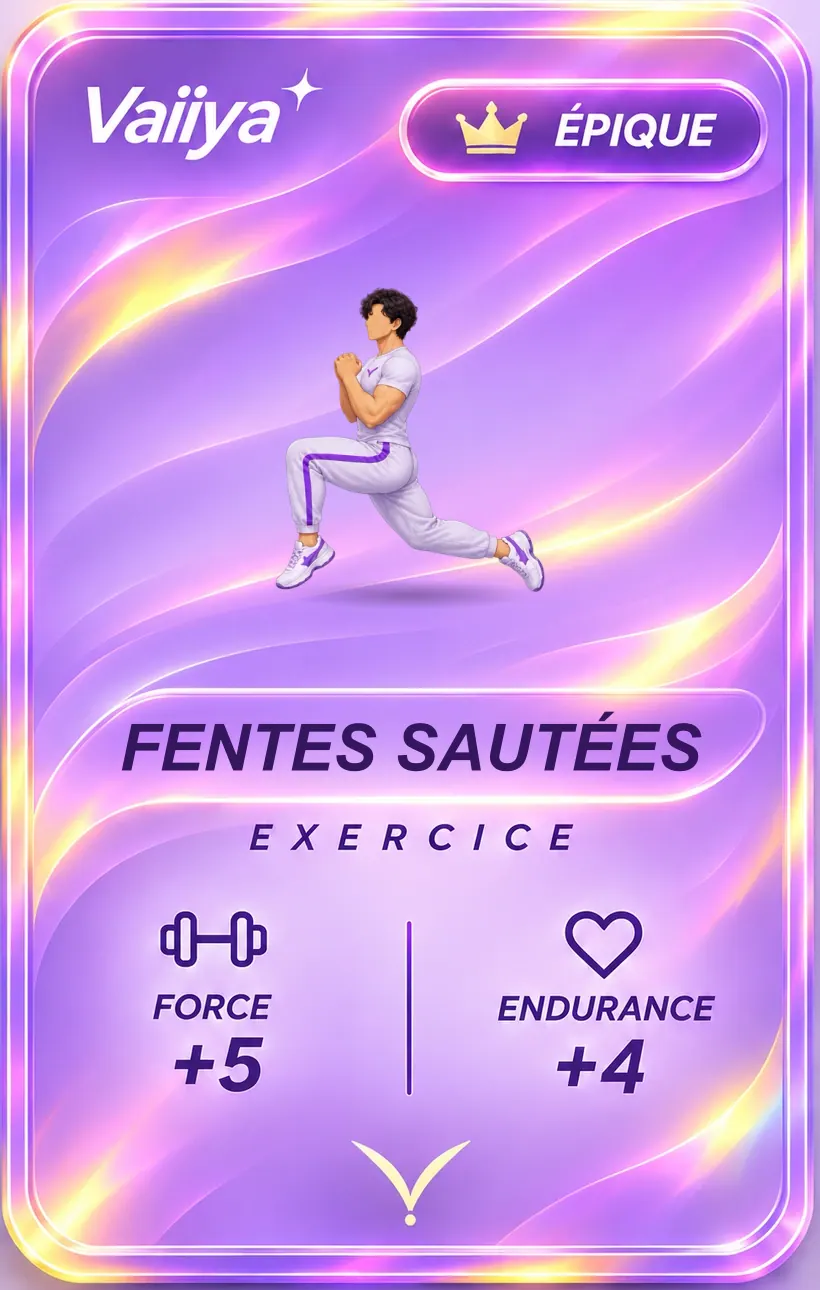 Vaiiya
ÉPIQUE
FENTES SAUTÉES
EXERCICE
FORCE
ENDURANCE
+5
+4